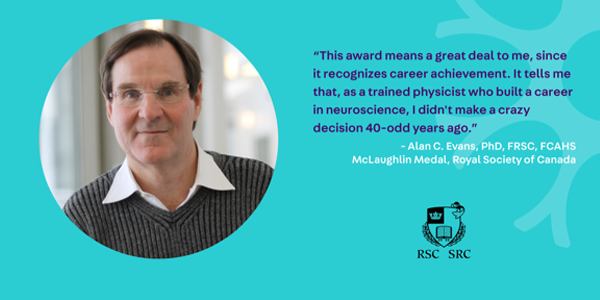 “This award means a great deal to me, since
it recognizes career achievement. It tells me
that, as a trained physicist who built a career
in neuroscience, I didn't make a crazy
decision 40-odd years ago.”
- Alan C. Evans, PhD, FRSC, FCAHS
McLaughlin Medal, Royal Society of Canada
RSC SRC